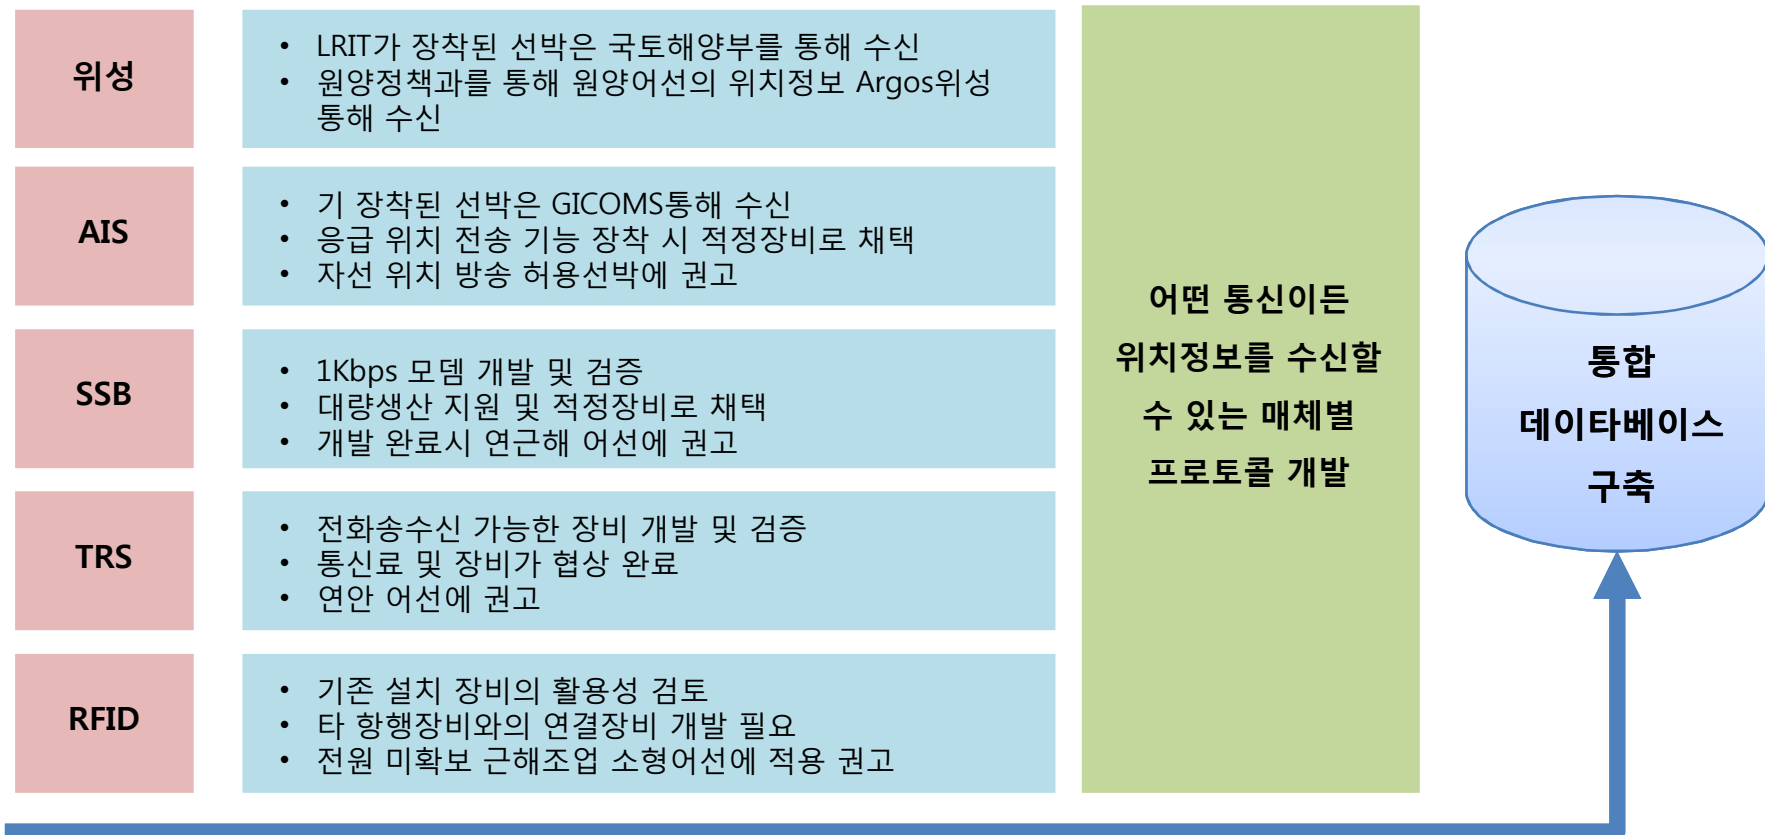 위성
• LRIT가 장착된 선박은 국토해양부를 통해 수신
• 원양정책과를 통해 원양어선의 위치정보 Argos위성
통해 수신
AIS
• 기 장착된 선박은 GICOMS통해 수신
• 응급 위치 전송 기능 장착 시 적정장비로 채택
• 자선 위치 방송 허용선박에 권고
SSB
• 1Kbps 모뎀 개발 및 검증
• 대량생산 지원 및 적정장비로 채택
• 개발 완료시 연근해 어선에 권고
TRS
• 전화송수신 가능한 장비 개발 및 검증
• 통신료 및 장비가 협상 완료
• 연안 어선에 권고
RFID
• 기존 설치 장비의 활용성 검토
• 타 항행장비와의 연결장비 개발 필요
• 전원 미확보 근해조업 소형어선에 적용 권고
어떤 통신이든
위치정보를 수신할
수 있는 매체별
프로토콜 개발
통합
데이타베이스
구축